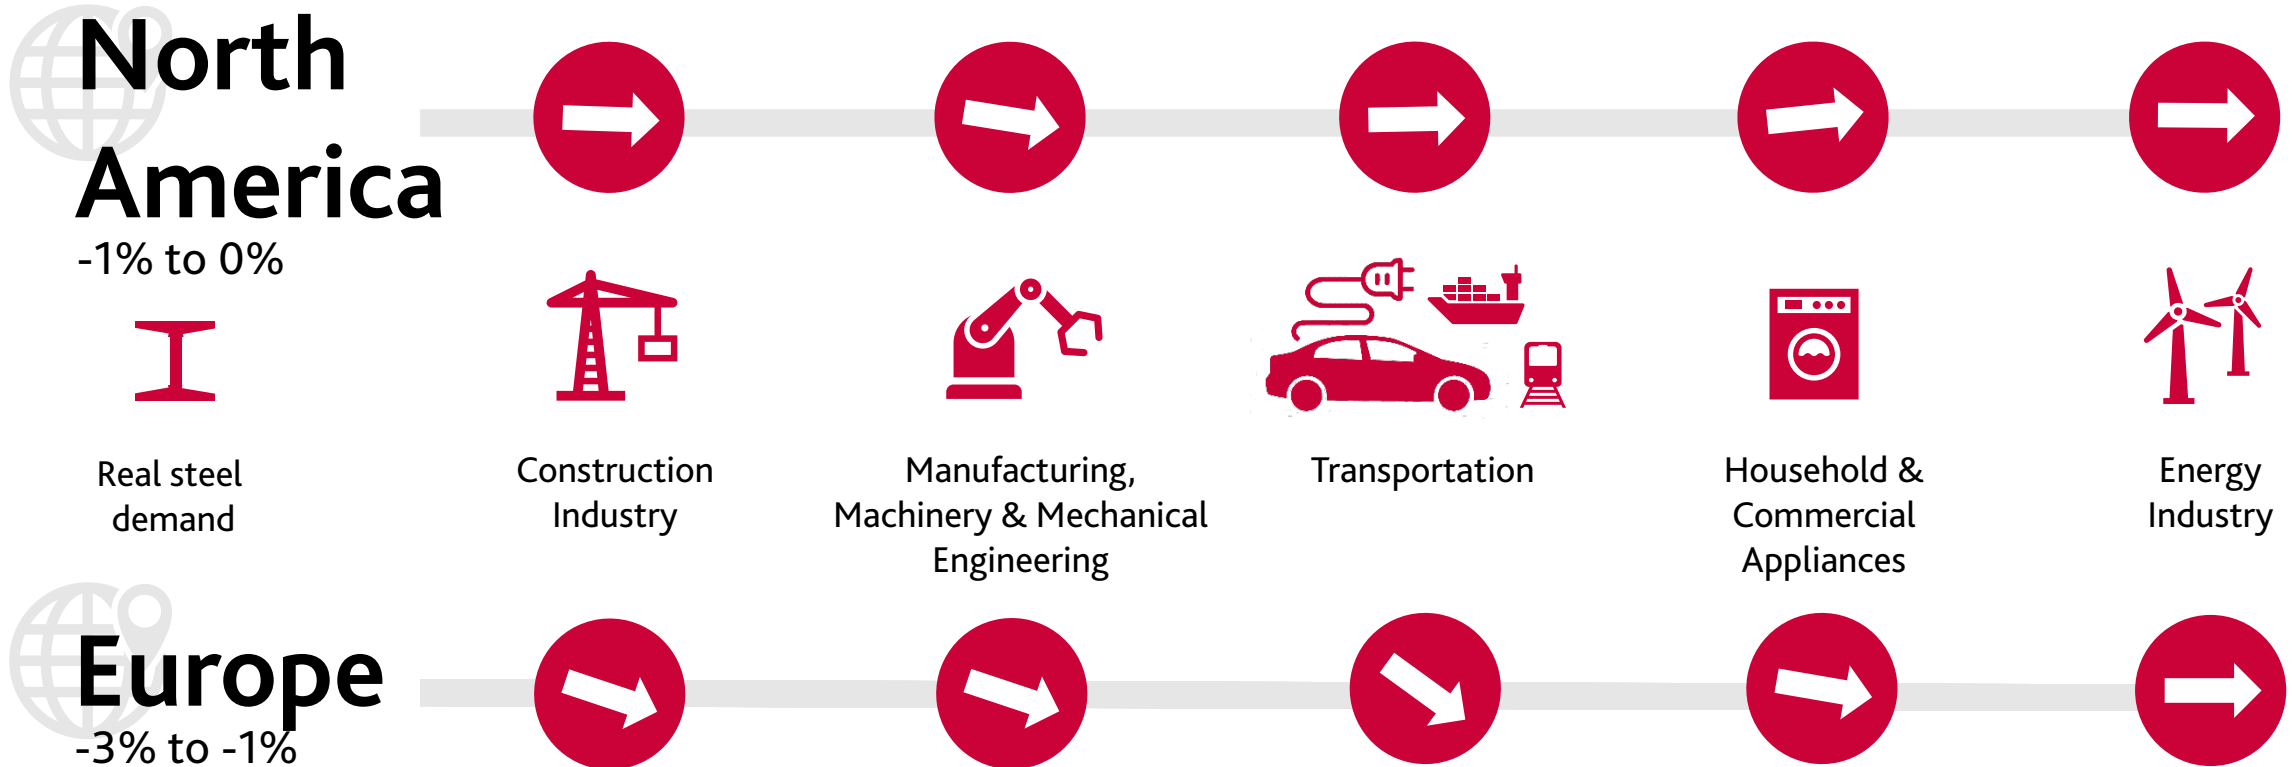 North
America
-1% to 0%
Real steel
demand
Construction
Industry
Manufacturing,
Machinery & Mechanical
Engineering
Transportation
Household &
Commercial
Appliances
Energy
Industry
Europe
-3% to -1%